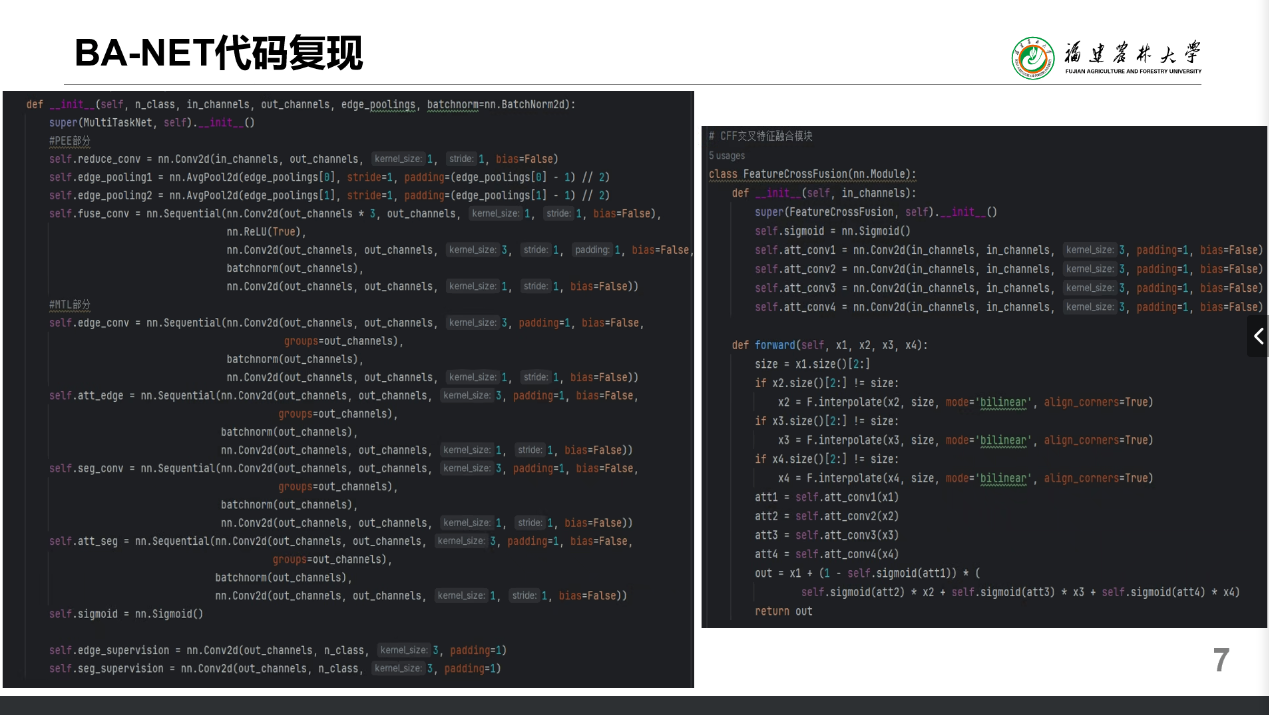 BA-NET代码复现
福建农林大学
FUJIAN AGRICULTURE AND FORESTRY UNIVERSITY
def __init__(self, n_class, in_channels, out_channels, edge_poolings, batchnorm=nn.BatchNorm2d):
super(MultiTaskNet, self).__init__()
#PEE部分
self.reduce_conv = nn.Conv2d(in_channels, out_channels, kernel_size: 1, stride: 1, bias=False)
self.edge_pooling1 = nn.AvgPool2d(edge_poolings[0], stride=1, padding=(edge_poolings[0] - 1) // 2)
self.edge_pooling2 = nn.AvgPool2d(edge_poolings[1], stride=1, padding=(edge_poolings[1] - 1) // 2)
self.fuse_conv = nn.Sequential(nn.Conv2d(out_channels * 3, out_channels, kernel_size: 1, stride: 1, bias=False),
nn.ReLU(True),
nn.Conv2d(out_channels, out_channels, kernel_size: 3, stride: 1, padding: 1, bias=False,
batchnorm(out_channels),
nn.Conv2d(out_channels, out_channels, kernel_size: 1, stride: 1, bias=False))
#MTL部分
self.edge_conv = nn.Sequential(nn.Conv2d(out_channels, out_channels, kernel_size: 3, padding=1, bias=False,
groups=out_channels),
batchnorm(out_channels),
nn.Conv2d(out_channels, out_channels, kernel_size: 1, stride: 1, bias=False))
self.att_edge = nn.Sequential(nn.Conv2d(out_channels, out_channels, kernel_size: 3, padding=1, bias=False,
groups=out_channels),
batchnorm(out_channels),
nn.Conv2d(out_channels, out_channels, kernel_size: 1, stride: 1, bias=False))
self.seg_conv = nn.Sequential(nn.Conv2d(out_channels, out_channels, kernel_size: 3, padding=1, bias=False,
groups=out_channels),
batchnorm(out_channels),
nn.Conv2d(out_channels, out_channels, kernel_size: 1, stride: 1, bias=False))
self.att_seg = nn.Sequential(nn.Conv2d(out_channels, out_channels, kernel_size: 3, padding=1, bias=False,
groups=out_channels),
batchnorm(out_channels),
nn.Conv2d(out_channels, out_channels, kernel_size: 1, stride: 1, bias=False))
self.sigmoid = nn.Sigmoid()
self.edge_supervision = nn.Conv2d(out_channels, n_class, kernel_size: 3, padding=1)
self.seg_supervision = nn.Conv2d(out_channels, n_class, kernel_size: 3, padding=1)
# CFF交叉特征融合模块
5 usages
class FeatureCrossFusion(nn.Module):
def __init__(self, in_channels):
super(FeatureCrossFusion, self).__init__()
self.sigmoid = nn.Sigmoid()
self.att_conv1 = nn.Conv2d(in_channels, in_channels, kernel_size: 3, padding=1, bias=False)
self.att_conv2 = nn.Conv2d(in_channels, in_channels, kernel_size: 3, padding=1, bias=False)
self.att_conv3 = nn.Conv2d(in_channels, in_channels, kernel_size: 3, padding=1, bias=False)
self.att_conv4 = nn.Conv2d(in_channels, in_channels, kernel_size: 3, padding=1, bias=False)
def forward(self, x1, x2, x3, x4):
size = x1.size()[2:]
if x2.size()[2:] != size:
x2 = F.interpolate(x2, size, mode='bilinear', align_corners=True)
if x3.size()[2:] != size:
x3 = F.interpolate(x3, size, mode='bilinear', align_corners=True)
if x4.size()[2:] != size:
x4 = F.interpolate(x4, size, mode='bilinear', align_corners=True)
att1 = self.att_conv1(x1)
att2 = self.att_conv2(x2)
att3 = self.att_conv3(x3)
att4 = self.att_conv4(x4)
out = x1 + (1 - self.sigmoid(att1)) * (
self.sigmoid(att2) * x2 + self.sigmoid(att3) * x3 + self.sigmoid(att4) * x4)
return out
7